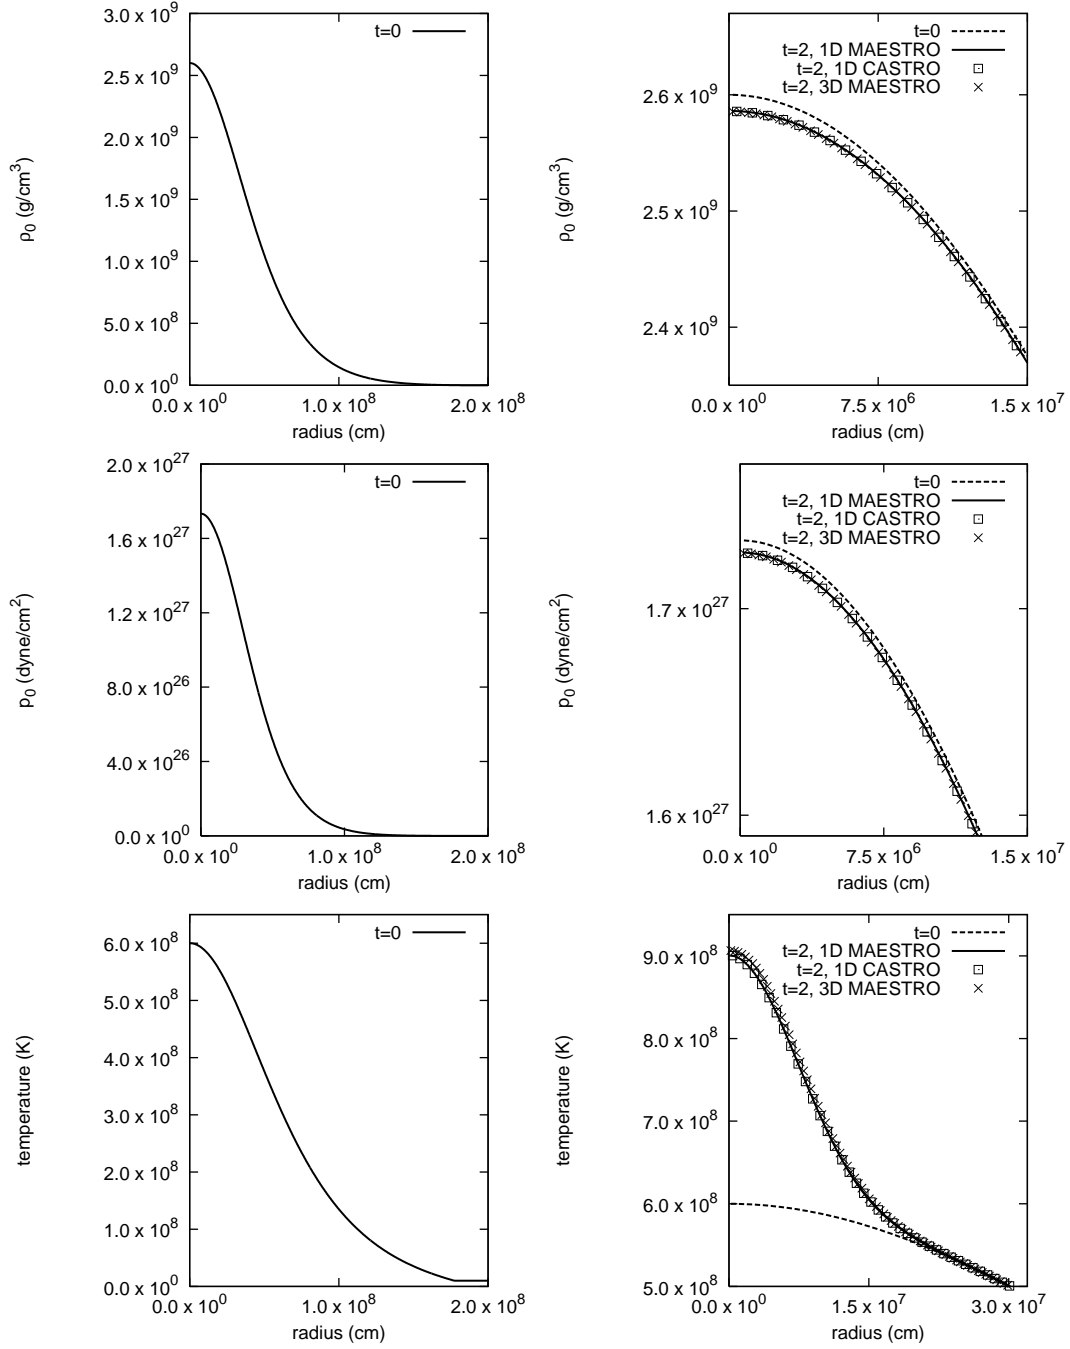 3.0 x 10^9
2.5 x 10^9
2.0 x 10^9
1.5 x 10^9
1.0 x 10^9
5.0 x 10^8
0.0 x 10^0
ρ_0 (g/cm^3)
t=0
0.0 x 10^0 1.0 x 10^8 2.0 x 10^8
radius (cm)
t=0
t=2, 1D MAESTRO
t=2, 1D CASTRO
t=2, 3D MAESTRO
2.6 x 10^9
2.5 x 10^9
2.4 x 10^9
ρ_0 (g/cm^3)
0.0 x 10^0 7.5 x 10^6 1.5 x 10^7
radius (cm)
2.0 x 10^27
1.6 x 10^27
1.2 x 10^27
8.0 x 10^26
4.0 x 10^26
0.0 x 10^0
p_0 (dyne/cm^2)
t=0
0.0 x 10^0 1.0 x 10^8 2.0 x 10^8
radius (cm)
t=0
t=2, 1D MAESTRO
t=2, 1D CASTRO
t=2, 3D MAESTRO
1.7 x 10^27
1.6 x 10^27
p_0 (dyne/cm^2)
0.0 x 10^0 7.5 x 10^6 1.5 x 10^7
radius (cm)
6.0 x 10^8
5.0 x 10^8
4.0 x 10^8
3.0 x 10^8
2.0 x 10^8
1.0 x 10^8
0.0 x 10^0
temperature (K)
t=0
0.0 x 10^0 1.0 x 10^8 2.0 x 10^8
radius (cm)
t=0
t=2, 1D MAESTRO
t=2, 1D CASTRO
t=2, 3D MAESTRO
9.0 x 10^8
8.0 x 10^8
7.0 x 10^8
6.0 x 10^8
5.0 x 10^8
temperature (K)
0.0 x 10^0 1.5 x 10^7 3.0 x 10^7
radius (cm)